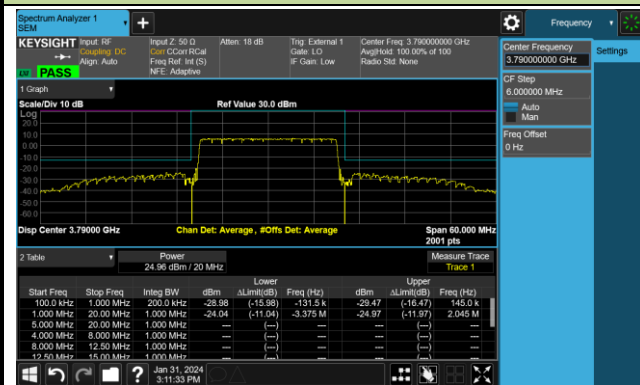 Spectrum Analyzer 1
SEM
Frequency
KEYSIGHT
Input: RF
Coupling: DC
Align: Auto
Input Z: 50 Ω
Corr CCorr RCal
Freq Ref: Int (S)
NFE: Adaptive
Atten: 18 dB
Trig: External 1
Gate: LO
IF Gain: Low
Center Freq: 3.790000000 GHz
Avg|Hold: 100.00% of 100
Radio Std: None
LXI
PASS
Center Frequency
3.790000000 GHz
Settings
CF Step
6.000000 MHz
Auto
Man
Freq Offset
0 Hz
1 Graph
Scale/Div 10 dB
Ref Value 30.0 dBm
Log
20.0
10.0
0.00
-10.0
-20.0
-30.0
-40.0
-50.0
-60.0
Disp Center 3.79000 GHz
Chan Det: Average, #Offs Det: Average
Span 60.000 MHz
2001 pts
2 Table
Power
24.96 dBm / 20 MHz
Measure Trace
Trace 1
Lower
Upper
Start Freq Stop Freq Integ BW dBm ΔLimit(dB) Freq (Hz) dBm ΔLimit(dB) Freq (Hz)
100.0 kHz 1.000 MHz 200.0 kHz -28.98 (-15.98) -131.5 k -29.47 (-16.47) 145.0 k
1.000 MHz 20.00 MHz 1.000 MHz -24.04 (-11.04) -3.375 M -24.97 (-11.97) 2.045 M
5.000 MHz 20.00 MHz 1.000 MHz --- (---) --- --- (---) ---
4.000 MHz 8.000 MHz 1.000 MHz --- (---) --- --- (---) ---
8.000 MHz 12.50 MHz 1.000 MHz --- (---) --- --- (---) ---
12.50 MHz 15.00 MHz 1.000 MHz --- (---) --- --- (---) ---
?
Jan 31, 2024
3:11:33 PM